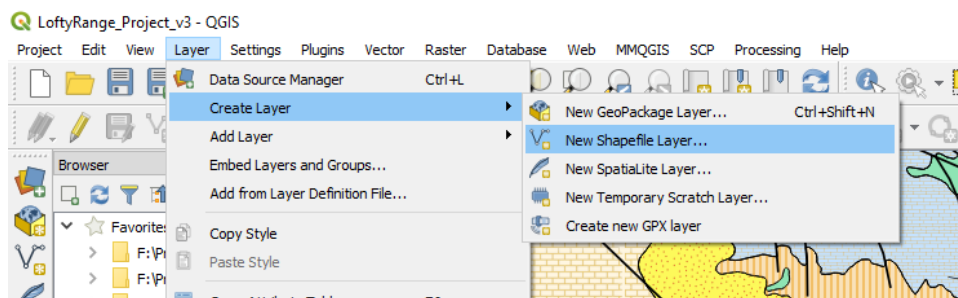 LoftyRange_Project_v3 - QGIS
Project Edit View Layer Settings Plugins Vector Raster Database Web MMQGIS SCP Processing Help
Data Source Manager Ctrl+L
Create Layer
New GeoPackage Layer... Ctrl+Shift+N
Add Layer
New Shapefile Layer...
Browser
Embed Layers and Groups...
New SpatiaLite Layer...
Add from Layer Definition File...
New Temporary Scratch Layer...
Favorite
Copy Style
Create new GPX layer
F:\Pr
Paste Style
F:\Pr